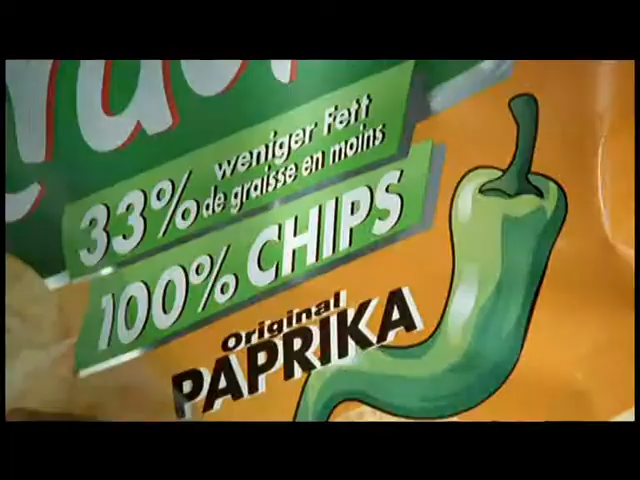 33% weniger Fett
de graisse en moins
100% CHIPS
Original
PAPRIKA